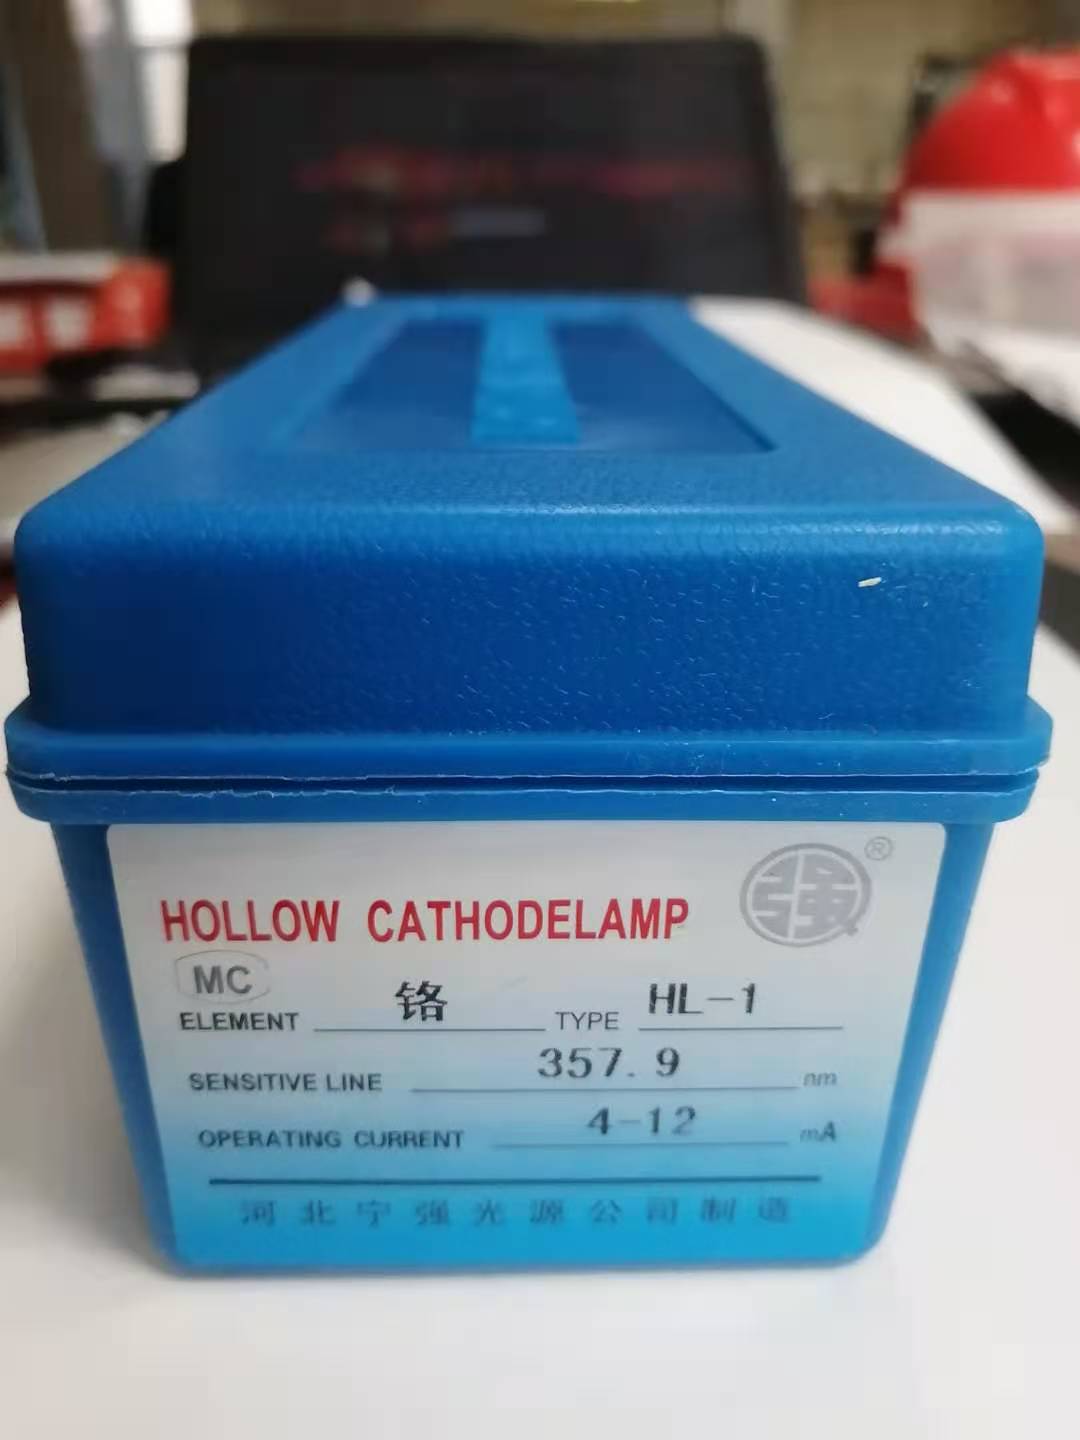 强®
HOLLOW CATHODELAMP
MC
ELEMENT 铬 TYPE HL-1
SENSITIVE LINE 357.9 nm
OPERATING CURRENT 4-12 mA
河北宁强光源公司制造